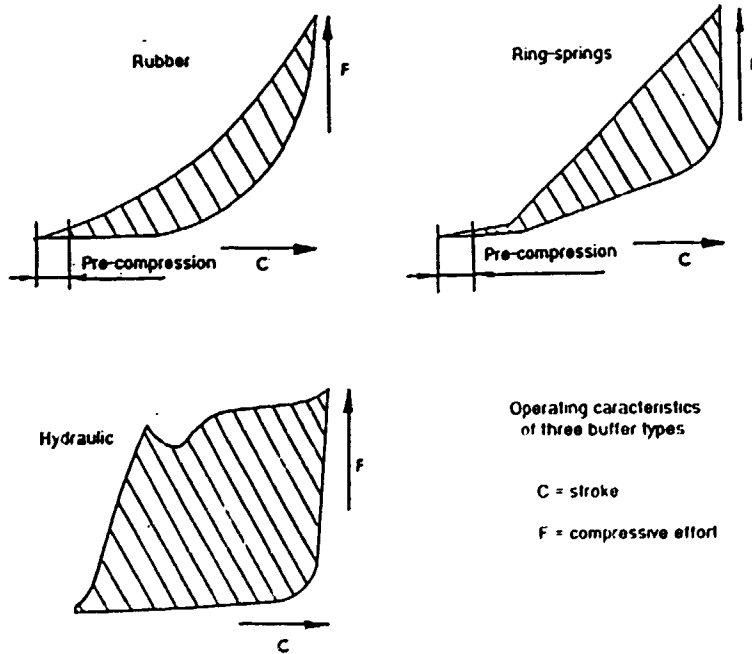 Rubber
F
Pre-compression
C
Ring-springs
F
Pre-compression
C
Hydraulic
F
C
Operating caracteristics
of three buffer types
C = stroke
F = compressive effort